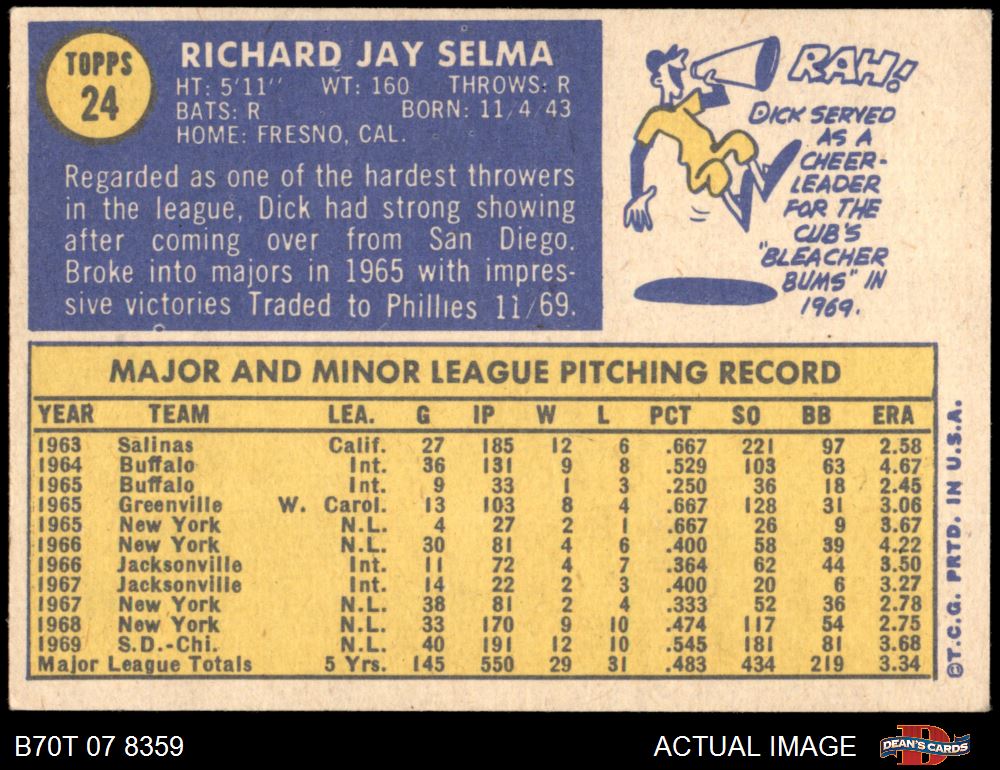 TOPPS
24
RICHARD JAY SELMA
HT: 5'11" WT: 160 THROWS: R
BATS: R BORN: 11/4/43
HOME: FRESNO, CAL.
Regarded as one of the hardest throwers
in the league, Dick had strong showing
after coming over from San Diego.
Broke into majors in 1965 with impres-
sive victories Traded to Phillies 11/69.
RAH!
DICK SERVED
AS A
CHEER-
LEADER
FOR THE
CUB'S
"BLEACHER
BUMS" IN
1969.
MAJOR AND MINOR LEAGUE PITCHING RECORD
YEAR TEAM LEA. G IP W L PCT SO BB ERA
1963 Salinas Calif. 27 185 12 6 .667 221 97 2.58
1964 Buffalo Int. 36 131 9 8 .529 103 63 4.67
1965 Buffalo Int. 9 33 1 3 .250 36 18 2.45
1965 Greenville W. Carol. 13 103 8 4 .667 128 31 3.06
1965 New York N.L. 4 27 2 1 .667 26 9 3.67
1966 New York N.L. 30 81 4 6 .400 58 39 4.22
1966 Jacksonville Int. 11 72 4 7 .364 62 44 3.50
1967 Jacksonville Int. 14 22 2 3 .400 20 6 3.27
1967 New York N.L. 38 81 2 4 .333 52 36 2.78
1968 New York N.L. 33 170 9 10 .474 117 54 2.75
1969 S.D.-Chi. N.L. 40 191 12 10 .545 181 81 3.68
Major League Totals 5 Yrs. 145 550 29 31 .483 434 219 3.34
©T.C.G. PRTD. IN U.S.A.
B70T 07 8359
ACTUAL IMAGE
DEAN'S CARDS